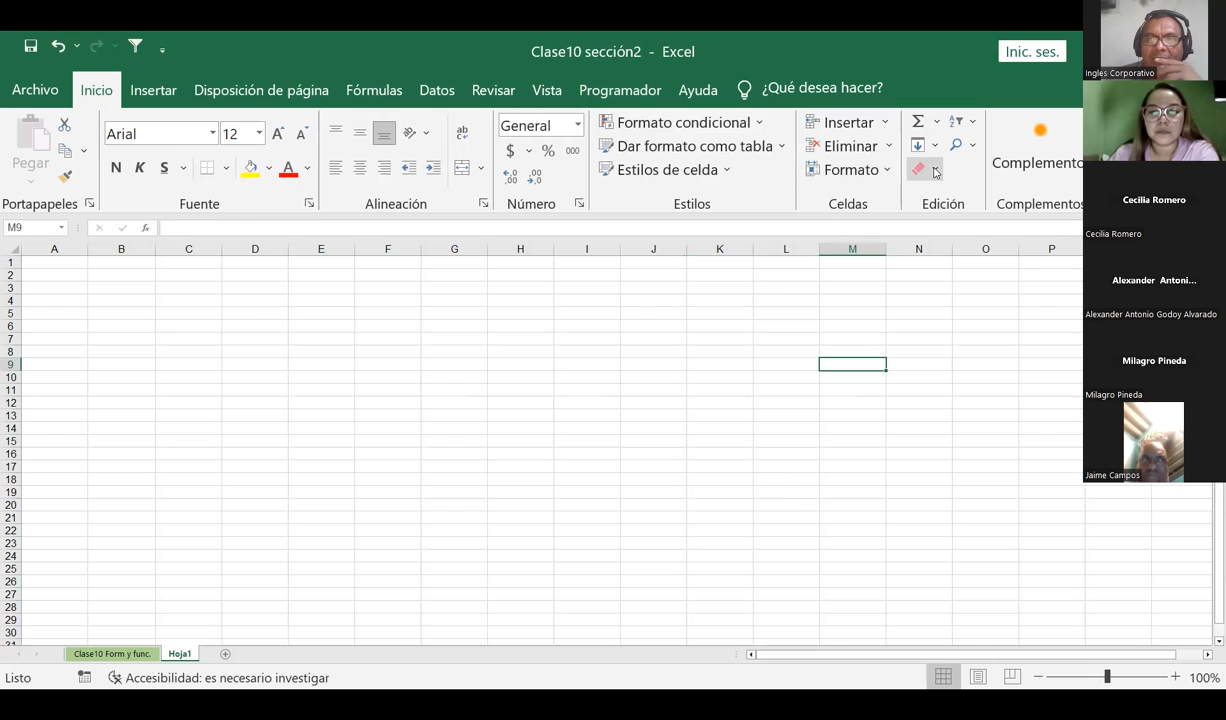 Clase10 sección2 - Excel
Inic. ses.
Archivo Inicio Insertar Disposición de página Fórmulas Datos Revisar Vista Programador Ayuda ¿Qué desea hacer?
Pegar
Arial 12
N K S A
ab c
General
$ % 000
Formato condicional
Dar formato como tabla
Estilos de celda
Insertar
Eliminar
Formato
Σ
Complemento
Portapapeles Fuente Alineación Número Estilos Celdas Edición Complementos
M9 fx
A B C D E F G H I J K L M N O P
1
2
3
4
5
6
7
8
9
10
11
12
13
14
15
16
17
18
19
20
21
22
23
24
25
26
27
28
29
30
31
Clase10 Form y func. Hoja1
Listo Accesibilidad: es necesario investigar 100%
Ingles Corporativo
Cecilia Romero
Cecilia Romero
Alexander Antoni...
Alexander Antonio Godoy Alvarado
Milagro Pineda
Milagro Pineda
Jaime Campos